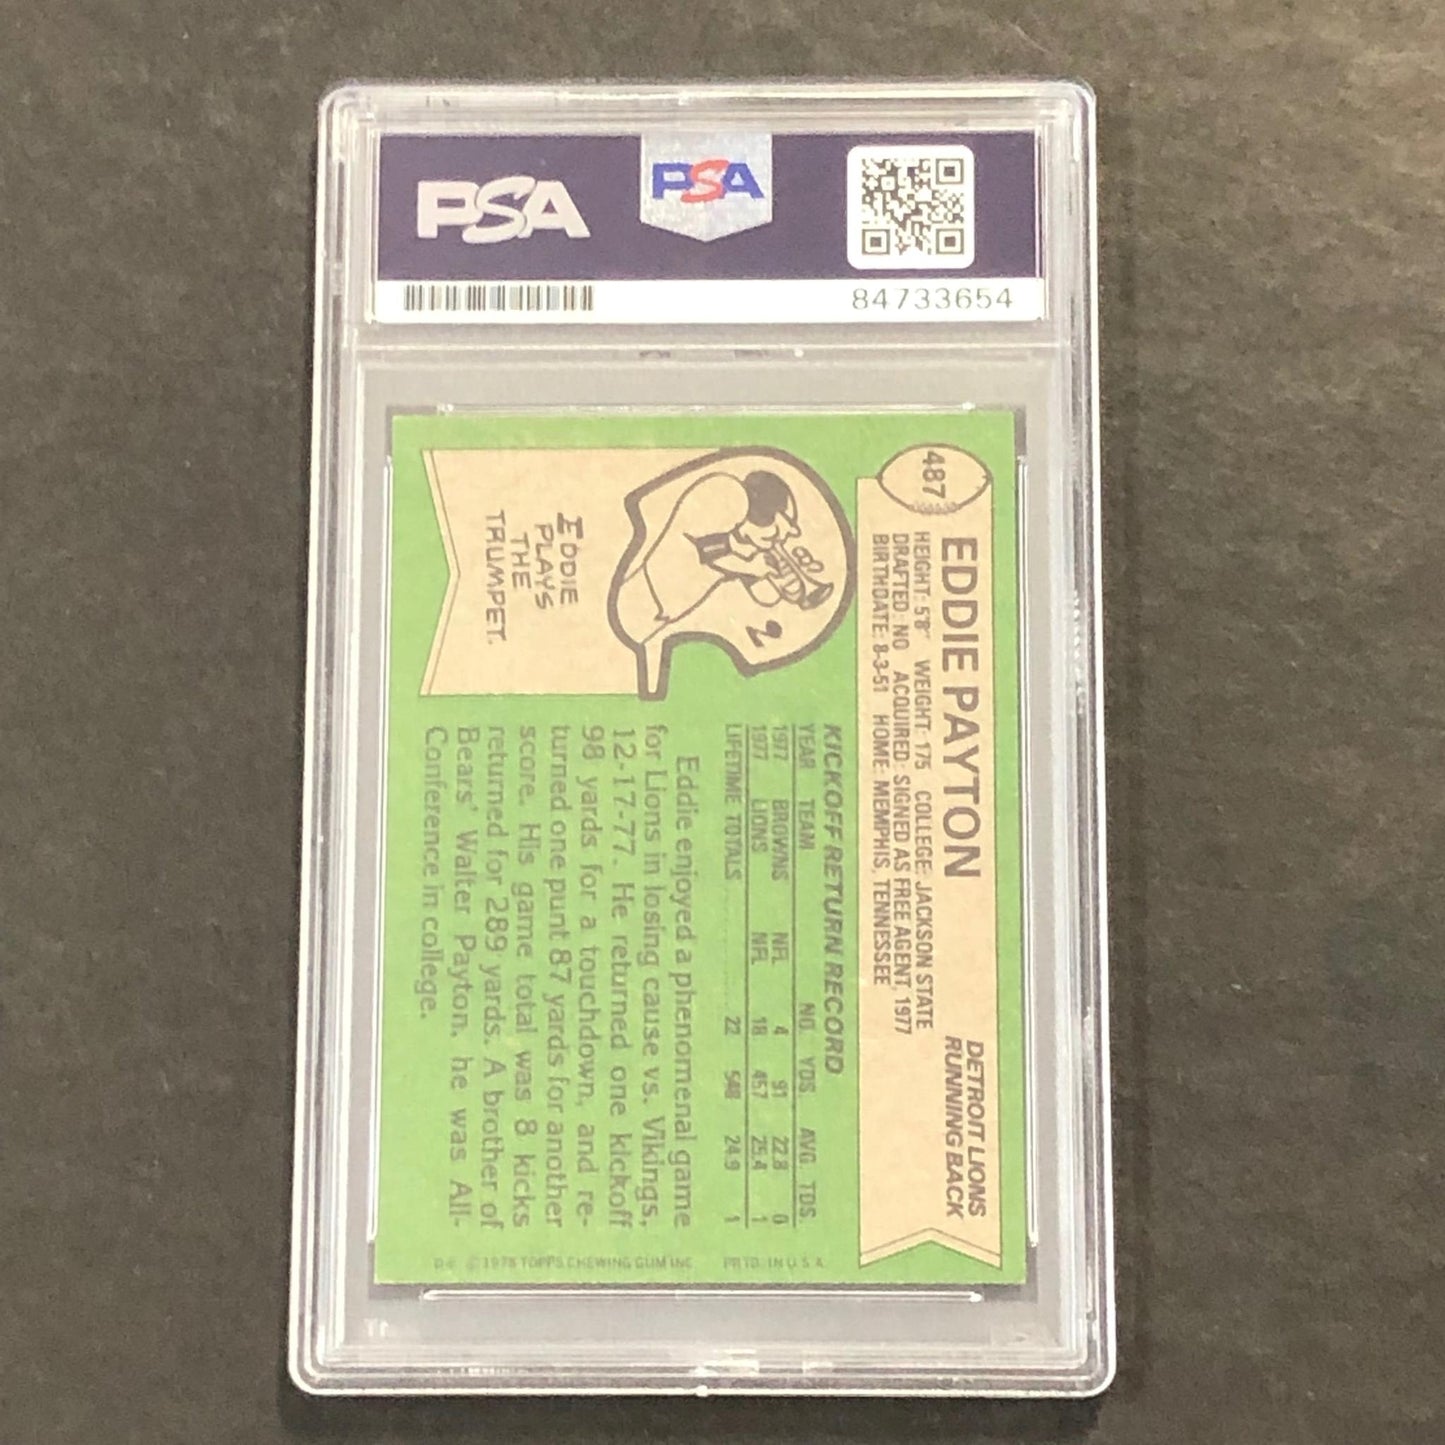 PSA
PSA
84733654
487
EDDIE PAYTON
DETROIT LIONS
RUNNING BACK
HEIGHT: 5'8" WEIGHT: 175 COLLEGE: JACKSON STATE
DRAFTED: NO ACQUIRED: SIGNED AS FREE AGENT, 1977
BIRTHDATE: 8-3-51 HOME: MEMPHIS, TENNESSEE
2
EDDIE
PLAYS
THE
TRUMPET.
KICKOFF RETURN RECORD
YEAR TEAM NO. YDS. AVG. TDS.
1977 BROWNS NFL 4 91 22.8 0
1977 LIONS NFL 18 457 25.4 1
LIFETIME TOTALS 22 548 24.9 1
Eddie enjoyed a phenomenal game
for Lions in losing cause vs. Vikings,
12-17-77. He returned one kickoff
98 yards for a touchdown, and re-
turned one punt 87 yards for another
score. His game total was 8 kicks
returned for 289 yards. A brother of
Bears' Walter Payton, he was All-
Conference in college.
© 1978 TOPPS CHEWING GUM INC PRTD. IN U.S.A.